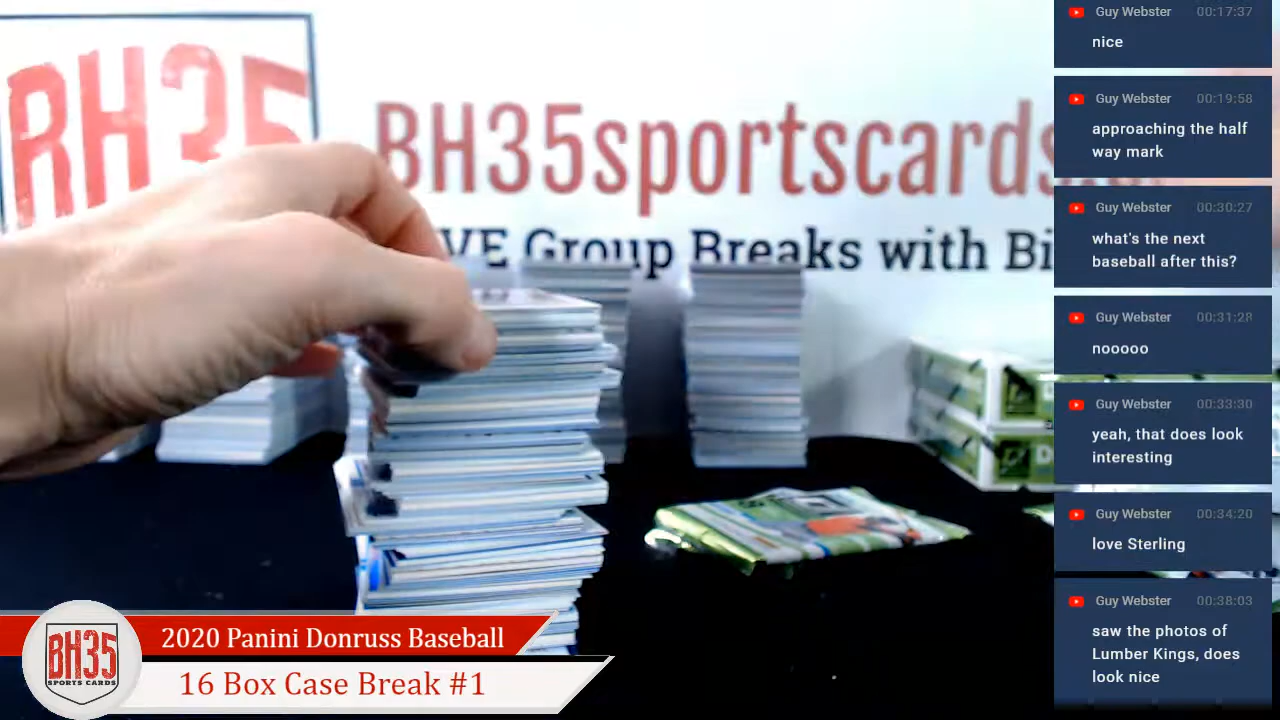 BH35
BH35sportscards
VE Group Breaks with Bi
Guy Webster 00:17:37
nice
Guy Webster 00:19:58
approaching the half
way mark
Guy Webster 00:30:27
what's the next
baseball after this?
Guy Webster 00:31:28
nooooo
Guy Webster 00:33:30
yeah, that does look
interesting
Guy Webster 00:34:20
love Sterling
Guy Webster 00:38:03
saw the photos of
Lumber Kings, does
look nice
BH35
SPORTS CARDS
2020 Panini Donruss Baseball
16 Box Case Break #1